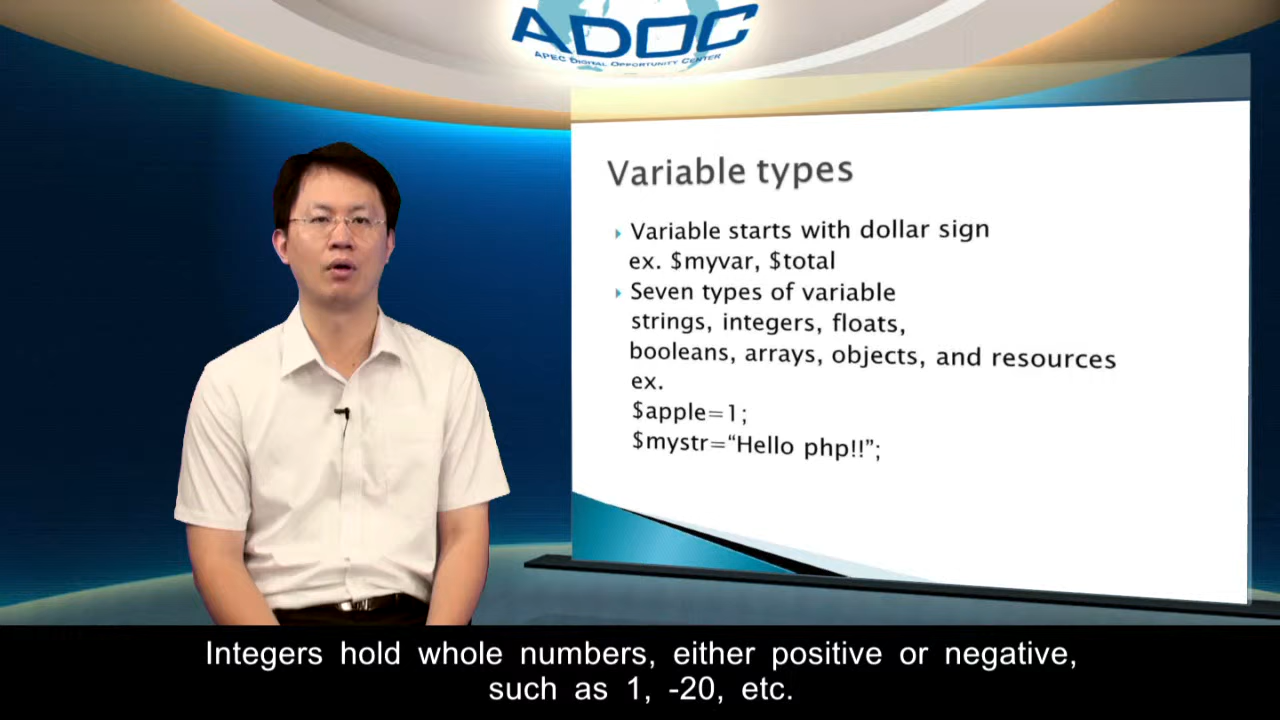 ADOC
APEC DIGITAL OPPORTUNITY CENTER
Variable types
Variable starts with dollar sign
ex. $myvar, $total
Seven types of variable
strings, integers, floats,
booleans, arrays, objects, and resources
ex.
$apple=1;
$mystr=“Hello php!!”;
Integers hold whole numbers, either positive or negative,
such as 1, -20, etc.